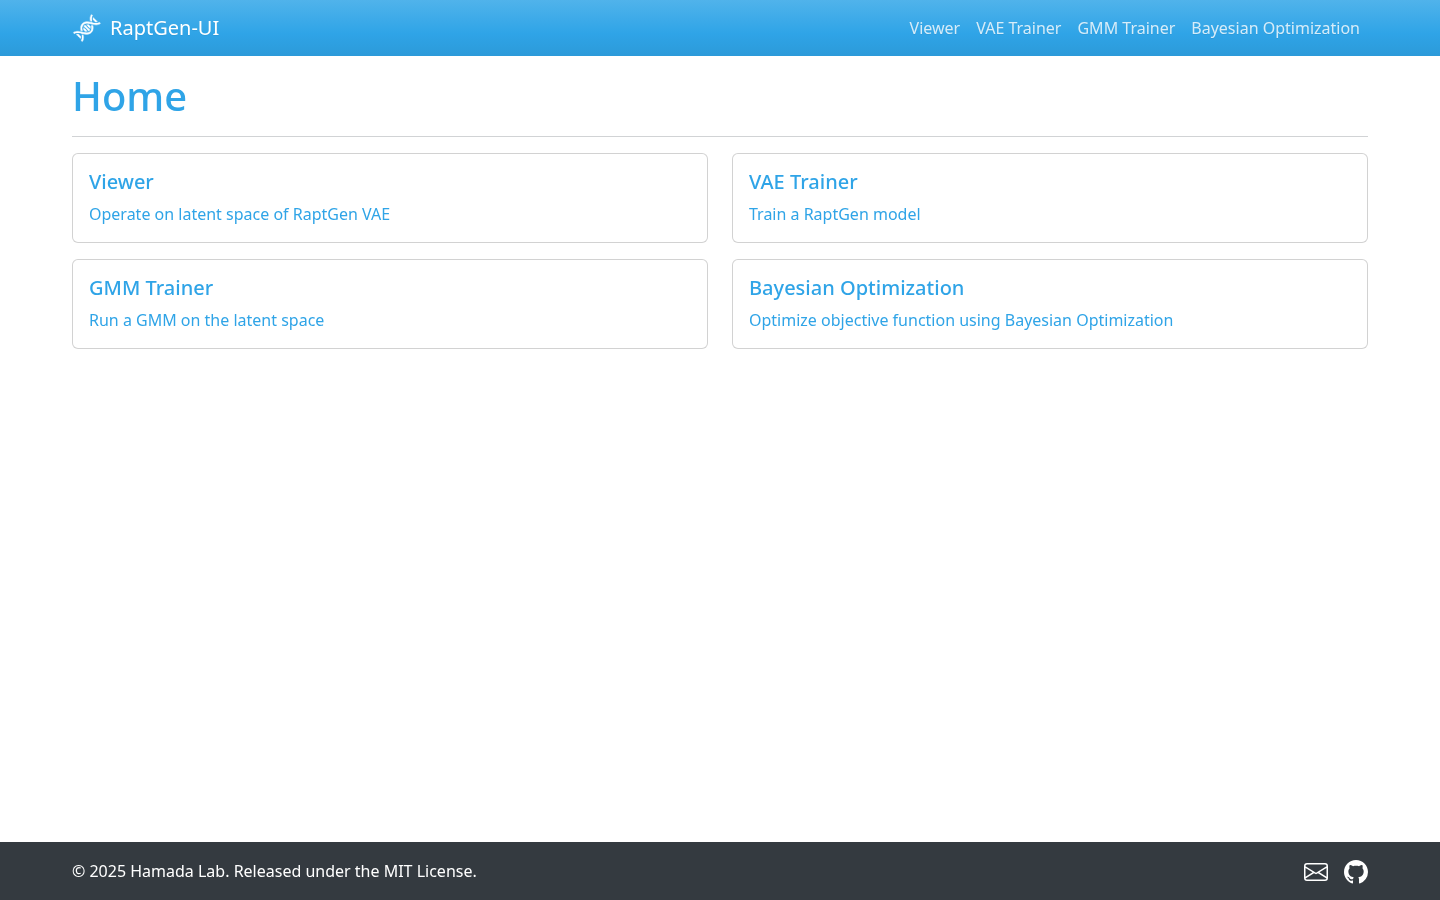 RaptGen-UI
Viewer
VAE Trainer
GMM Trainer
Bayesian Optimization
Home
Viewer
Operate on latent space of RaptGen VAE
VAE Trainer
Train a RaptGen model
GMM Trainer
Run a GMM on the latent space
Bayesian Optimization
Optimize objective function using Bayesian Optimization
© 2025 Hamada Lab. Released under the MIT License.